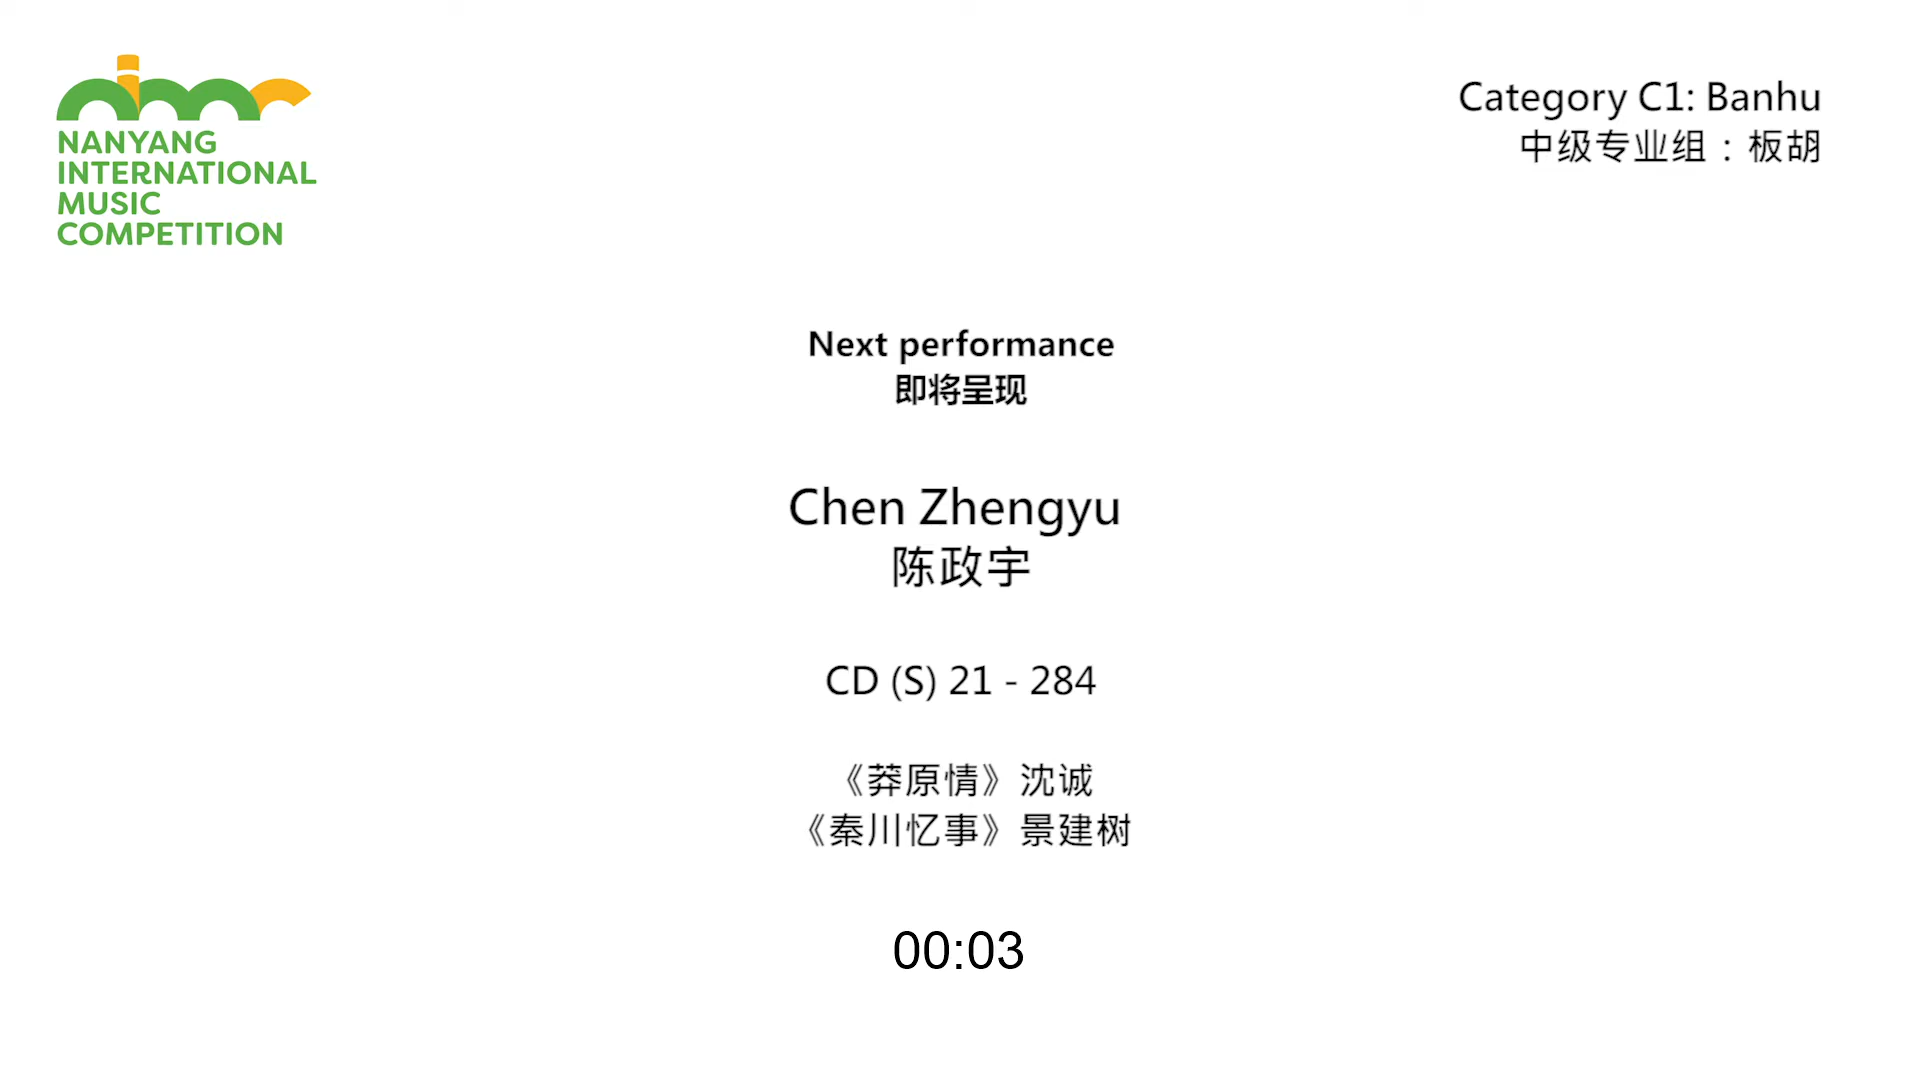 nimc
NANYANG
INTERNATIONAL
MUSIC
COMPETITION
Category C1: Banhu
中级专业组：板胡
Next performance
即将呈现
Chen Zhengyu
陈政宇
CD (S) 21 - 284
《莽原情》沈诚
《秦川忆事》景建树
00:03